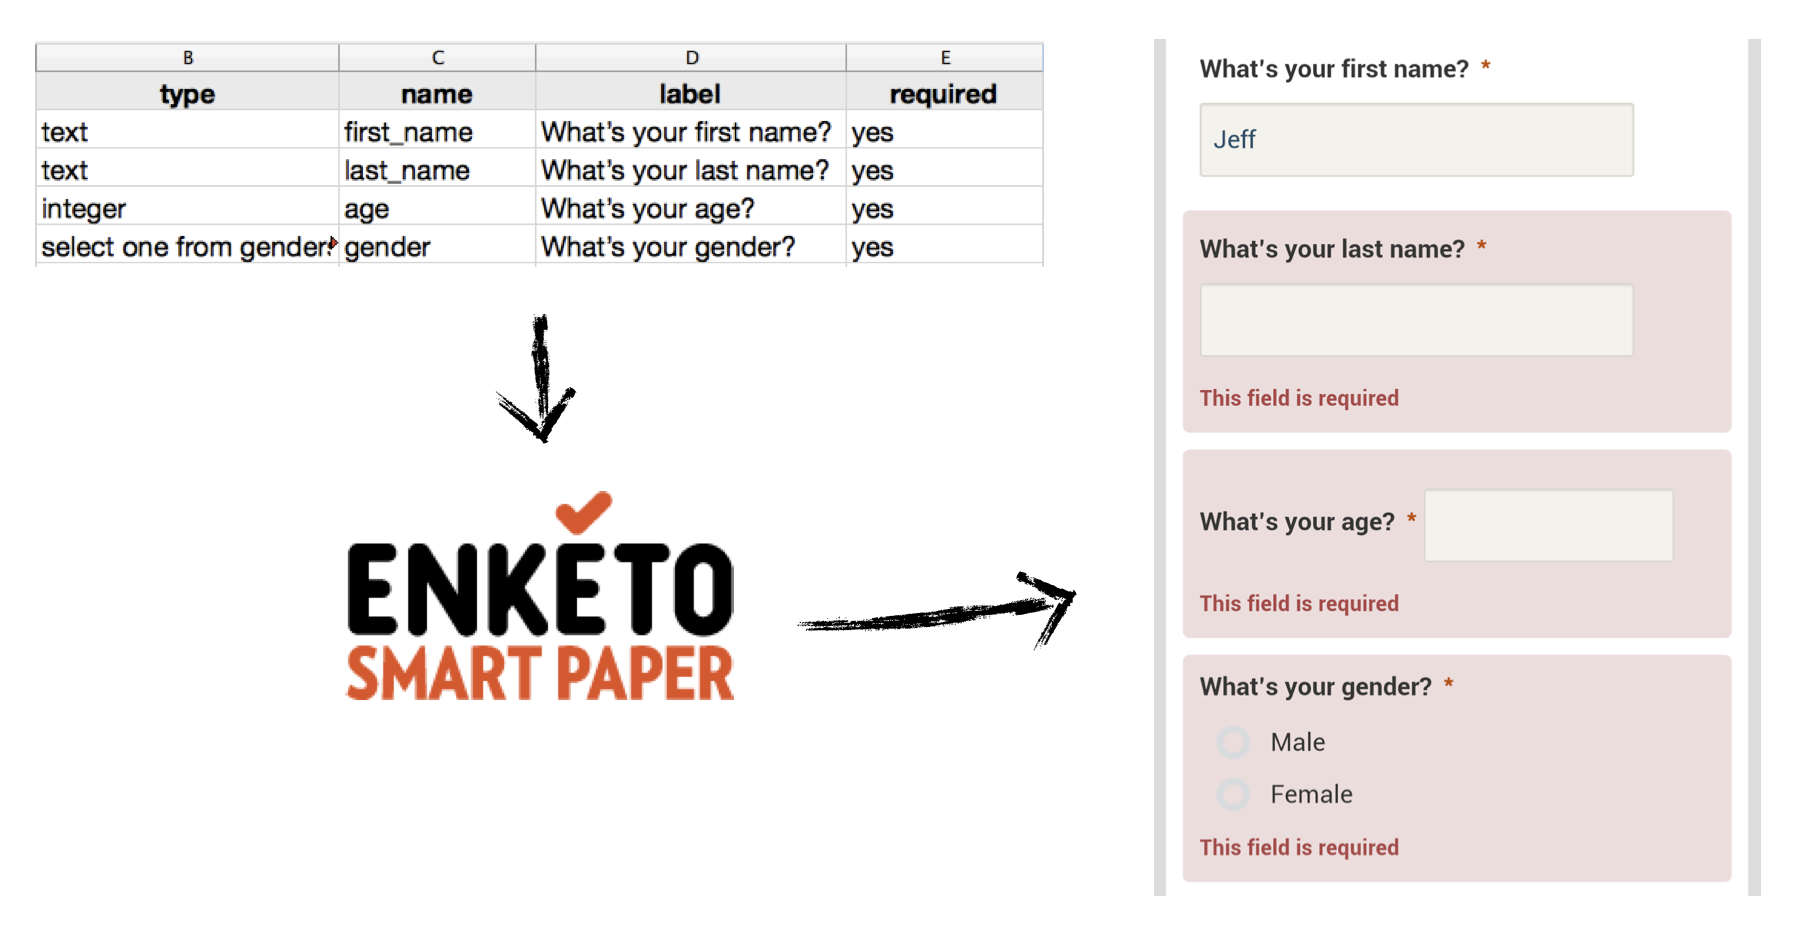 B C D E
type name label required
text first_name What's your first name? yes
text last_name What's your last name? yes
integer age What's your age? yes
select one from gender gender What's your gender? yes
ENKETO
SMART PAPER
What's your first name? *
Jeff
What's your last name? *
This field is required
What's your age? *
This field is required
What's your gender? *
Male
Female
This field is required